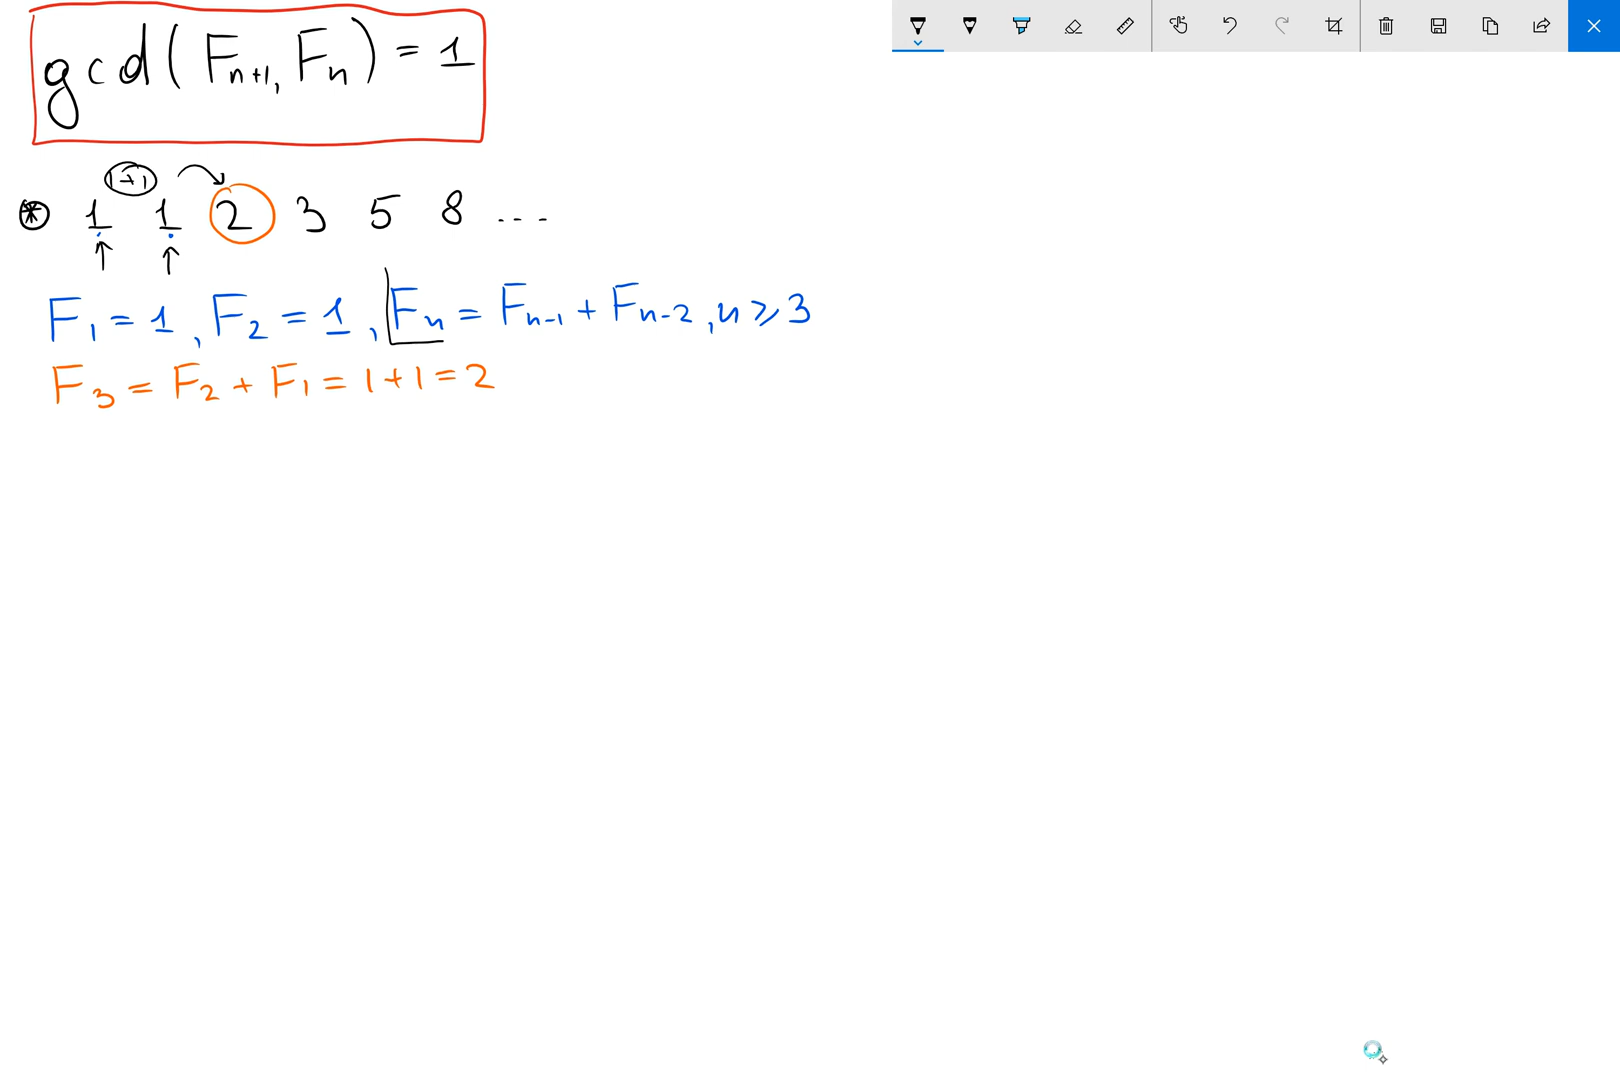 gcd(Fₙ₊₁, Fₙ) = 1
1+1
⊛ 1 1 2 3 5 8 ...
F₁ = 1, F₂ = 1, Fₙ = Fₙ₋₁ + Fₙ₋₂, n ≥ 3
F₃ = F₂ + F₁ = 1 + 1 = 2